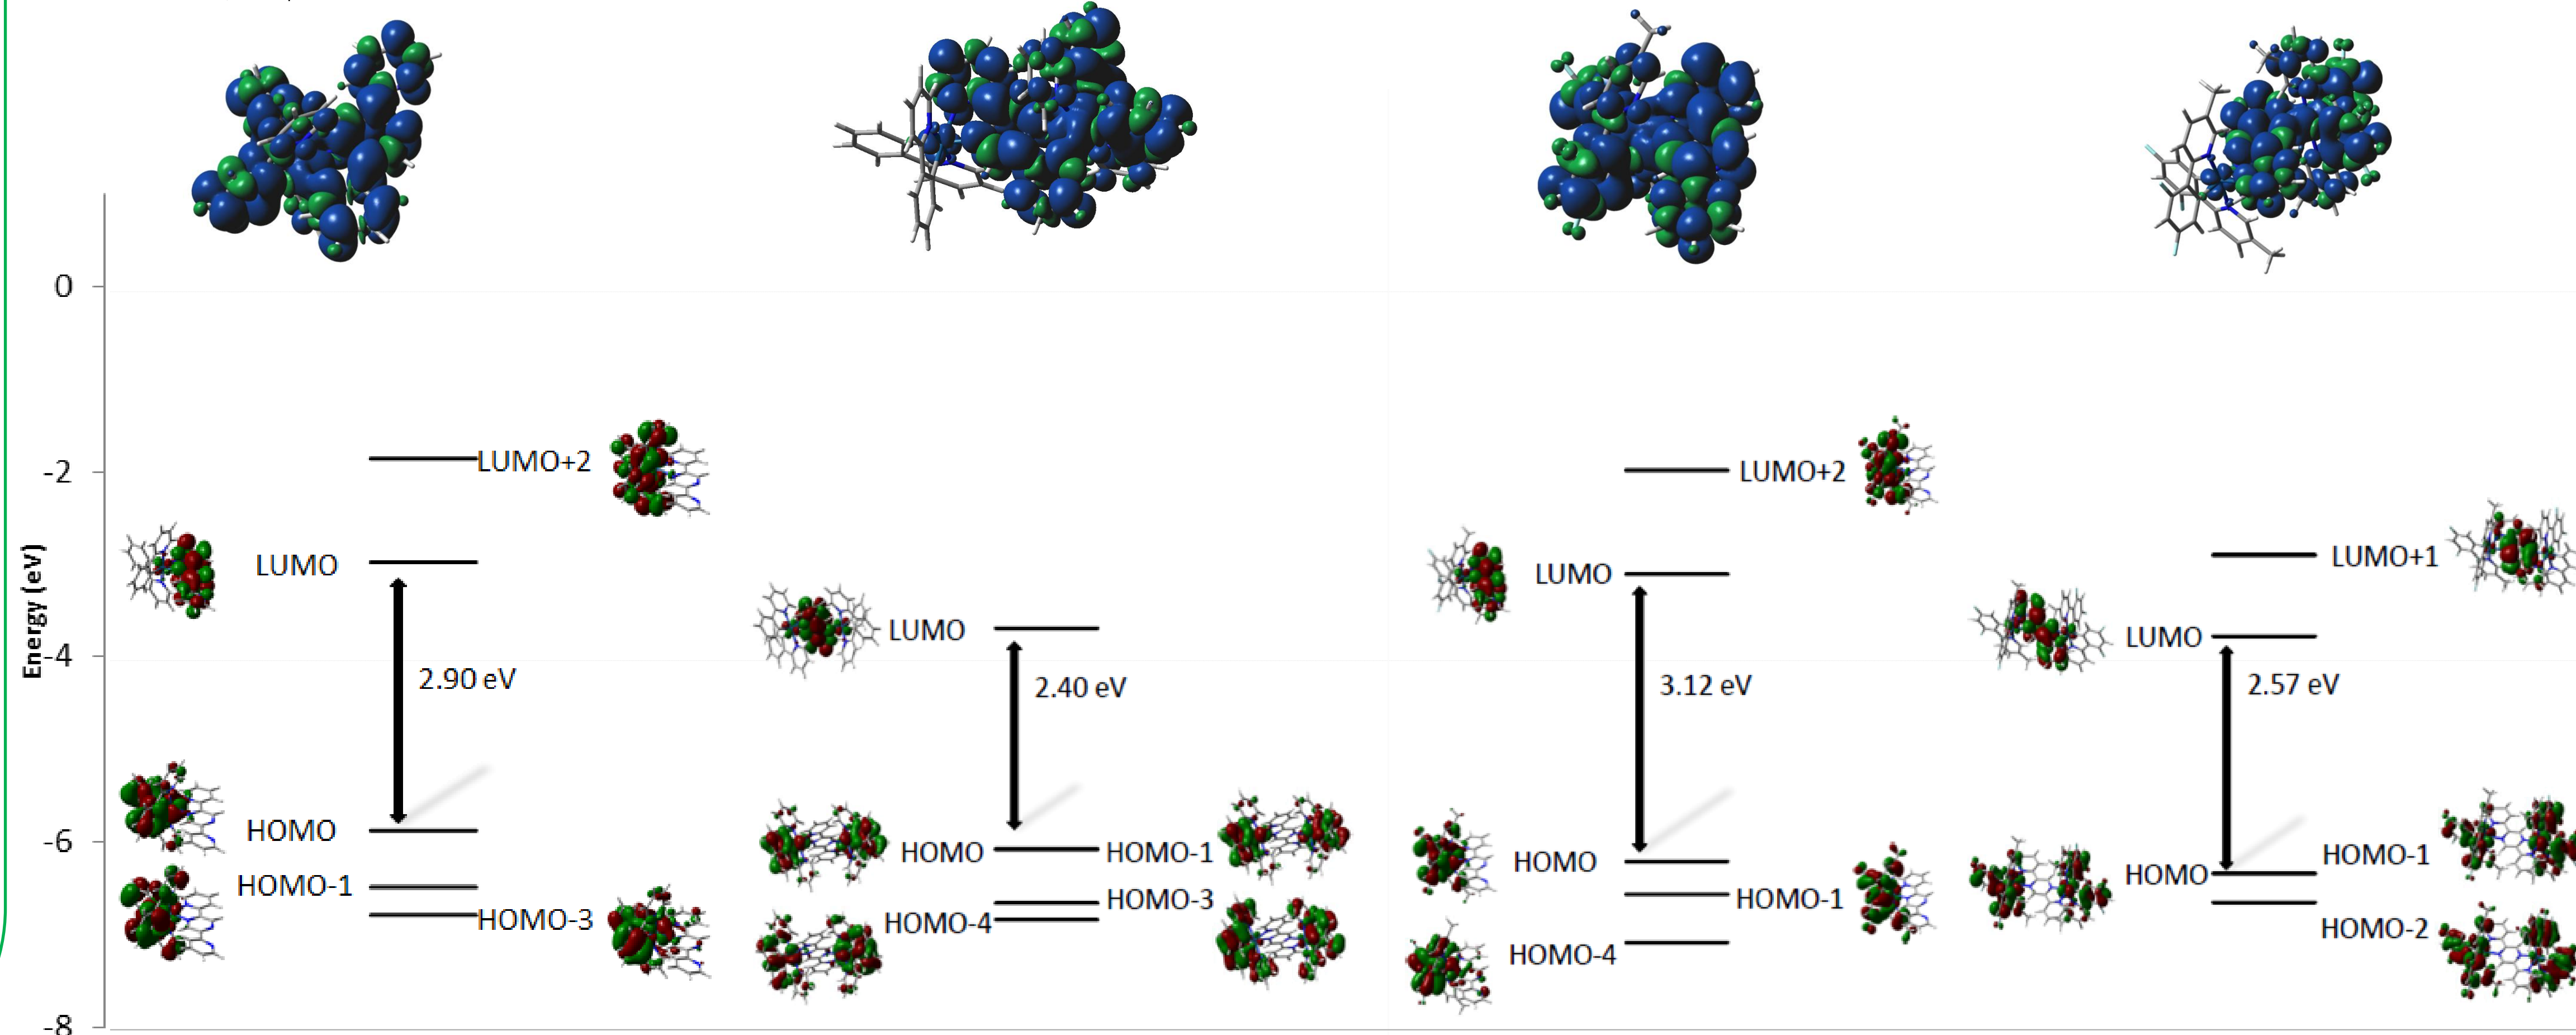 Energy (eV)
0
-2
-4
-6
-8
LUMO+2
LUMO
2.90 eV
HOMO
HOMO-1
HOMO-3
LUMO
2.40 eV
HOMO
HOMO-1
HOMO-3
HOMO-4
LUMO+2
LUMO
3.12 eV
HOMO
HOMO-1
HOMO-4
LUMO+1
LUMO
2.57 eV
HOMO-1
HOMO
HOMO-2